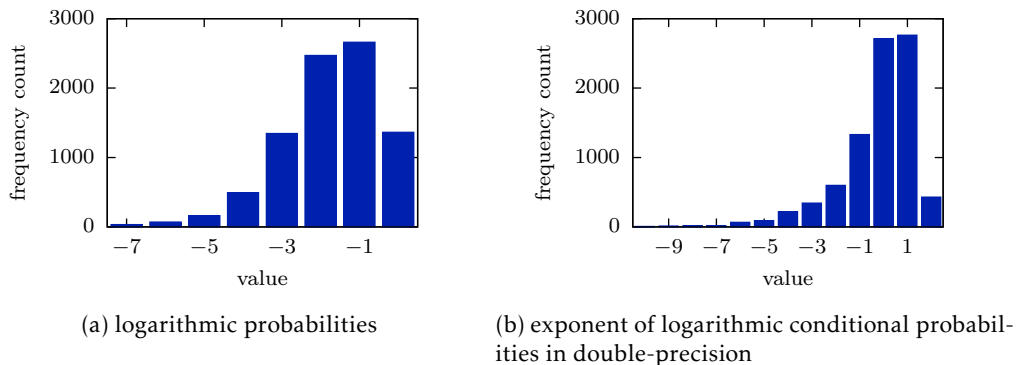 3000
2000
1000
0
−7
−5
−3
−1
frequency count
value
(a) logarithmic probabilities
3000
2000
1000
0
−9
−7
−5
−3
−1
1
frequency count
value
(b) exponent of logarithmic conditional probabil-
ities in double-precision